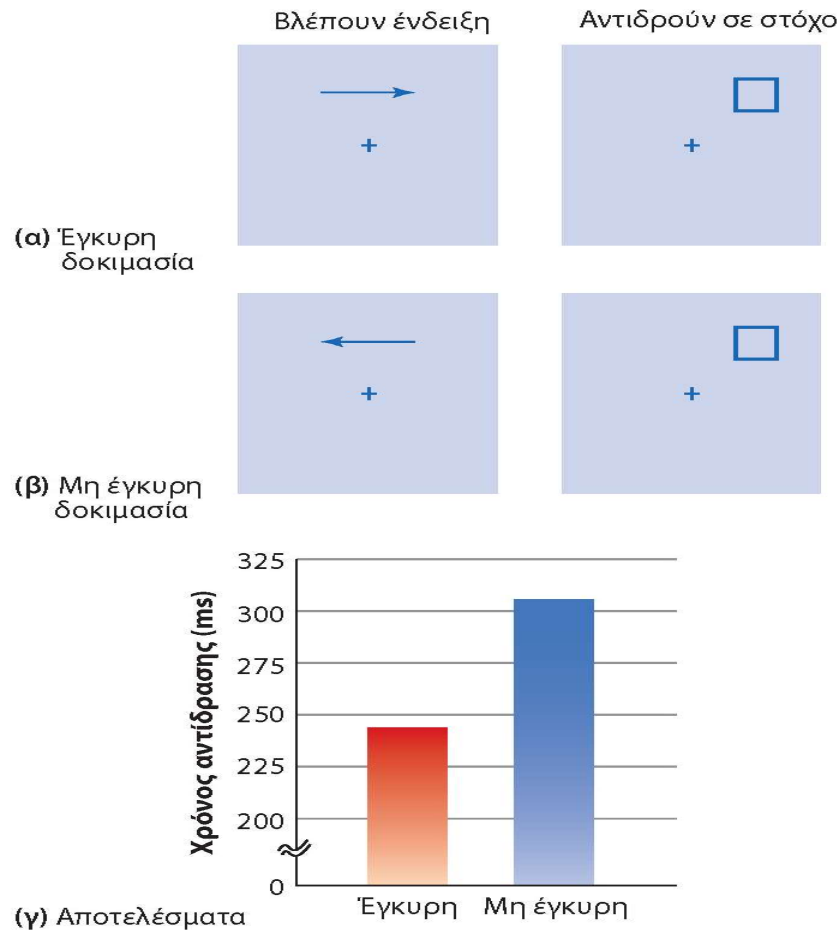 Βλέπουν ένδειξη
Αντιδρούν σε στόχο
(α) Έγκυρη
δοκιμασία
(β) Μη έγκυρη
δοκιμασία
Χρόνος αντίδρασης (ms)
325
300
275
250
225
200
0
Έγκυρη
Μη έγκυρη
(γ) Αποτελέσματα